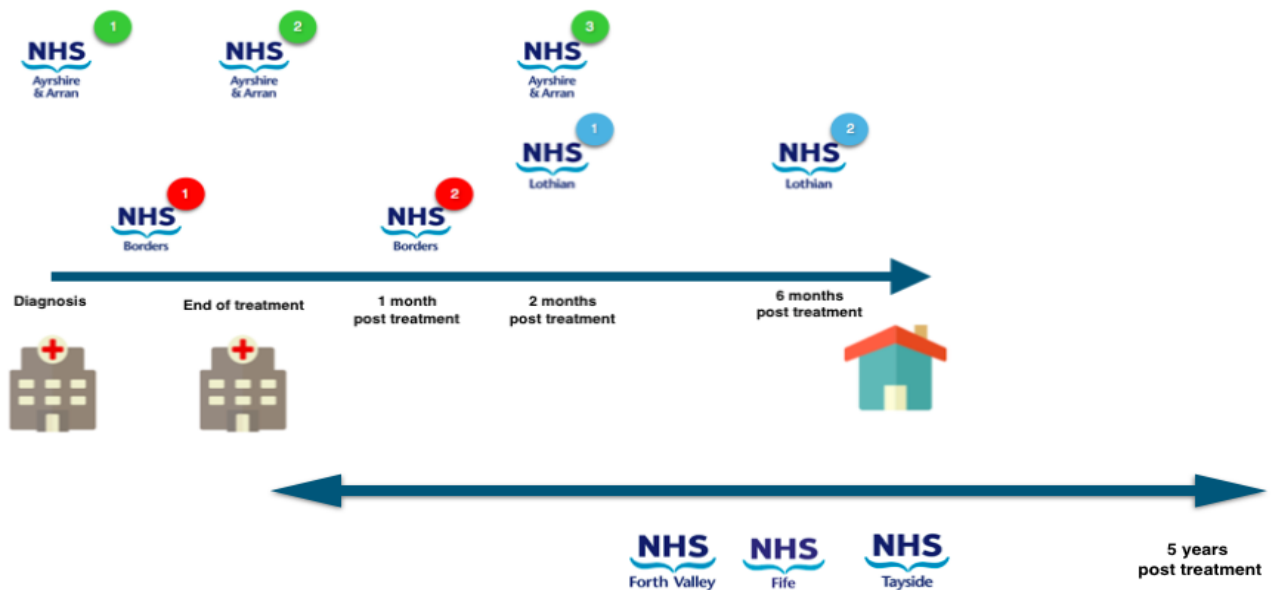 1
NHS
Ayrshire
& Arran
2
NHS
Ayrshire
& Arran
3
NHS
Ayrshire
& Arran
1
NHS
Lothian
2
NHS
Lothian
1
NHS
Borders
2
NHS
Borders
Diagnosis
End of treatment
1 month
post treatment
2 months
post treatment
6 months
post treatment
NHS
Forth Valley
NHS
Fife
NHS
Tayside
5 years
post treatment